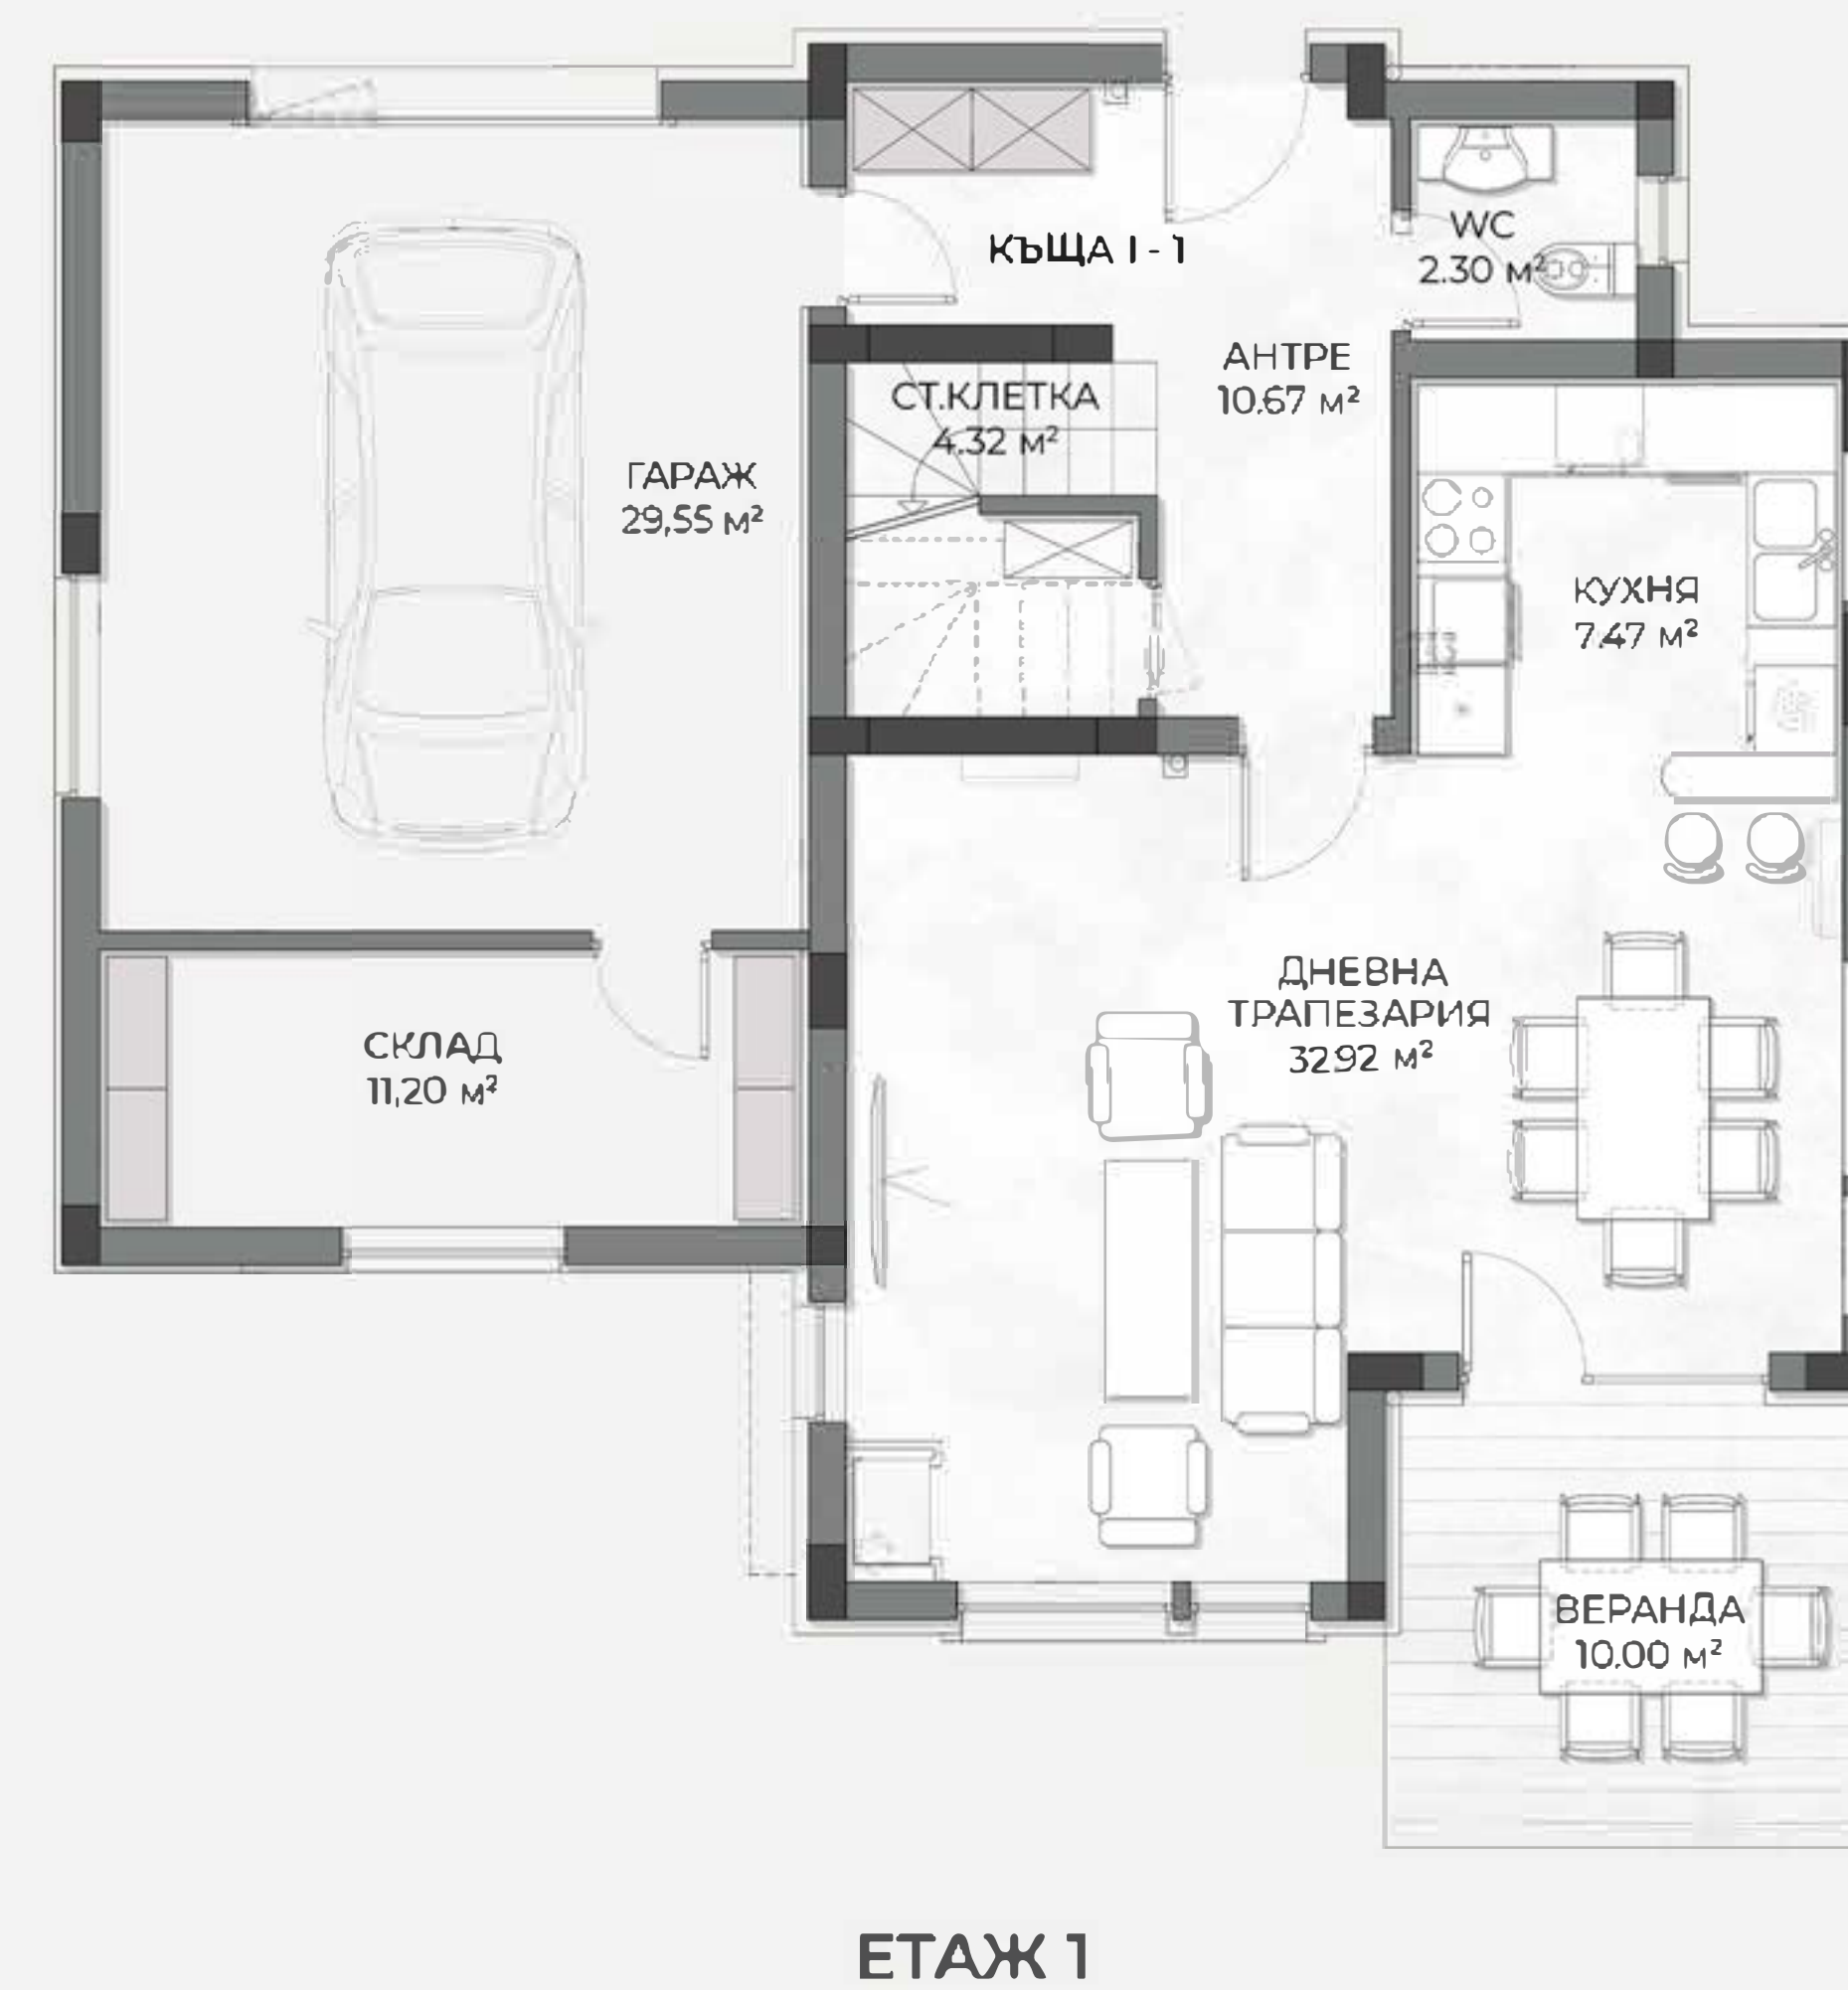 КЪЩА I - 1
WC
2.30 м²
АНТРЕ
10.67 м²
СТ.КЛЕТКА
4.32 м²
ГАРАЖ
29,55 м²
КУХНЯ
7.47 м²
ДНЕВНА
ТРАПЕЗАРИЯ
32.92 м²
СКЛАД
11,20 м²
ВЕРАНДА
10.00 м²
ЕТАЖ 1